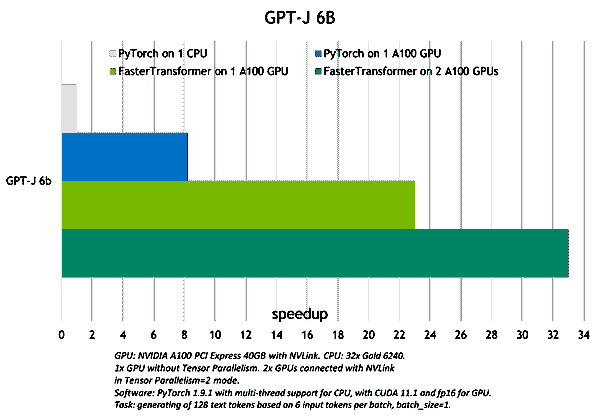 GPT-J 6B
PyTorch on 1 CPU
PyTorch on 1 A100 GPU
FasterTransformer on 1 A100 GPU
FasterTransformer on 2 A100 GPUs
GPT-J 6b
speedup
0 2 4 6 8 10 12 14 16 18 20 22 24 26 28 30 32 34
GPU: NVIDIA A100 PCI Express 40GB with NVLink. CPU: 32x Gold 6240.
1x GPU without Tensor Parallelism. 2x GPUs connected with NVLink
in Tensor Parallelism=2 mode.
Software: PyTorch 1.9.1 with multi-thread support for CPU, with CUDA 11.1 and fp16 for GPU.
Task: generating of 128 text tokens based on 6 input tokens per batch, batch_size=1.